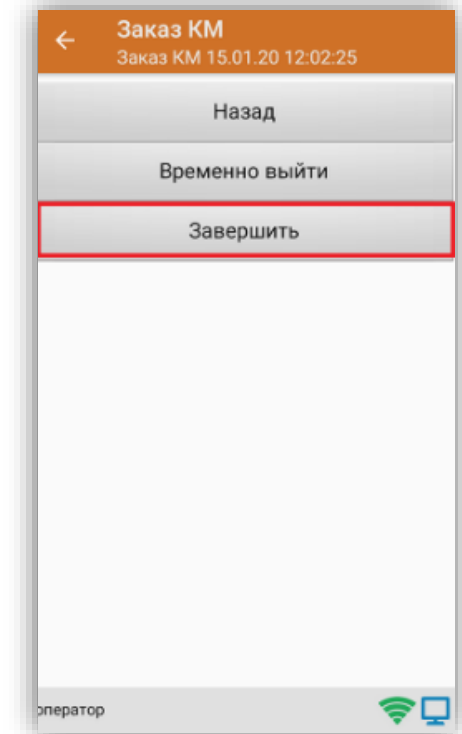 Заказ КМ
Заказ КМ 15.01.20 12:02:25
Назад
Временно выйти
Завершить
оператор